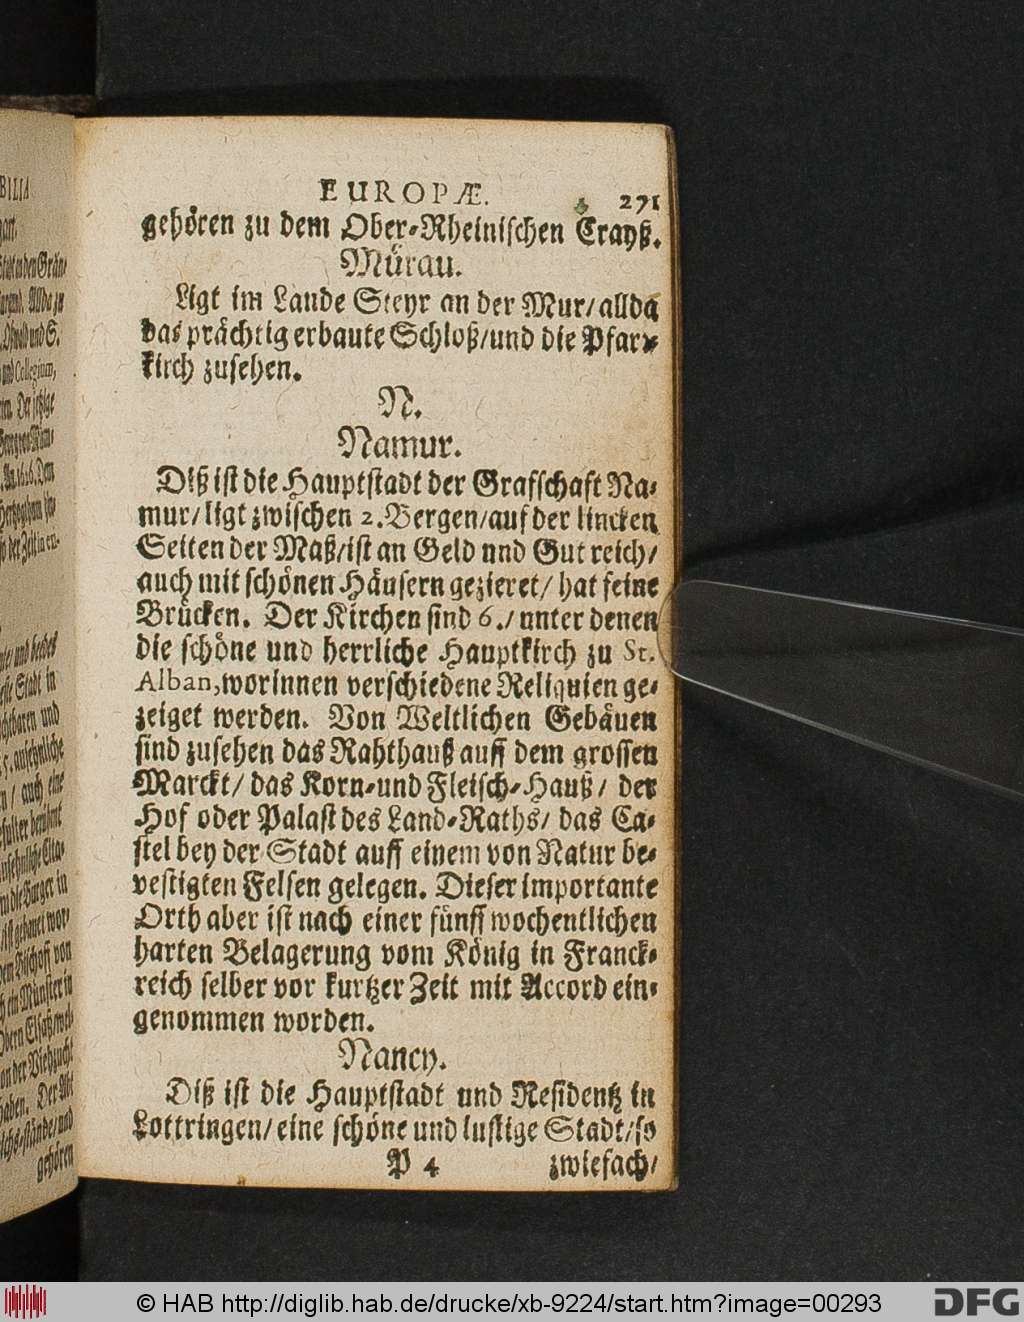 EUROPÆ. 271
gehören zu dem Ober-Rheinischen Crayß.
Mürau.
Ligt im Lande Steyr an der Mur/allda
das prächtig erbaute Schloß/und die Pfarr-
kirch zusehen.
N.
Namur.
Diß ist die Hauptstadt der Grafschaft Na-
mur/ligt zwischen 2. Bergen/auf der lincken
Seiten der Maß/ist an Geld und Gut reich/
auch mit schönen Häusern gezieret/ hat feine
Brücken. Der Kirchen sind 6./ unter denen
die schöne und herrliche Hauptkirch zu St.
Alban, worinnen verschiedene Reliquien ge-
zeiget werden. Von Weltlichen Gebäuen
sind zusehen das Rahthauß auff dem grossen
Marckt/ das Korn-und Fleisch-Hauß/ der
Hof oder Palast des Land-Raths/ das Ca-
stel bey der Stadt auff einem von Natur be-
vestigten Felsen gelegen. Dieser importante
Orth aber ist nach einer fünff wochentlichen
harten Belagerung vom König in Franck-
reich selber vor kurtzer Zeit mit Accord ein-
genommen worden.
Nancy.
Diß ist die Hauptstadt und Residentz in
Lottringen/eine schöne und lustige Stadt/so
P 4 zwiefach/
BILIA
Collegium,
gehören
© HAB http://diglib.hab.de/drucke/xb-9224/start.htm?image=00293
DFG